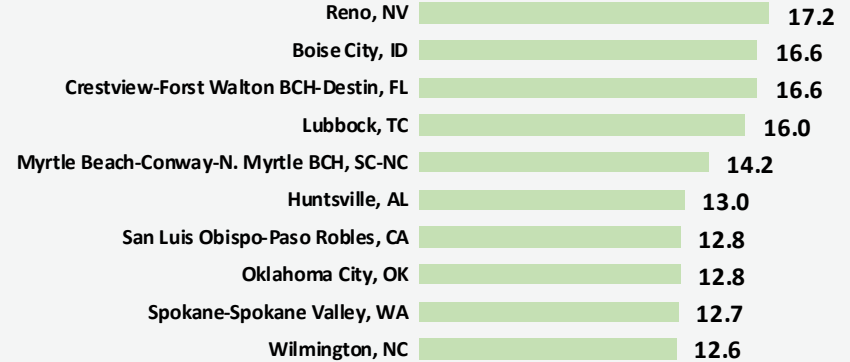 Reno, NV 17.2
Boise City, ID 16.6
Crestview-Forst Walton BCH-Destin, FL 16.6
Lubbock, TC 16.0
Myrtle Beach-Conway-N. Myrtle BCH, SC-NC 14.2
Huntsville, AL 13.0
San Luis Obispo-Paso Robles, CA 12.8
Oklahoma City, OK 12.8
Spokane-Spokane Valley, WA 12.7
Wilmington, NC 12.6